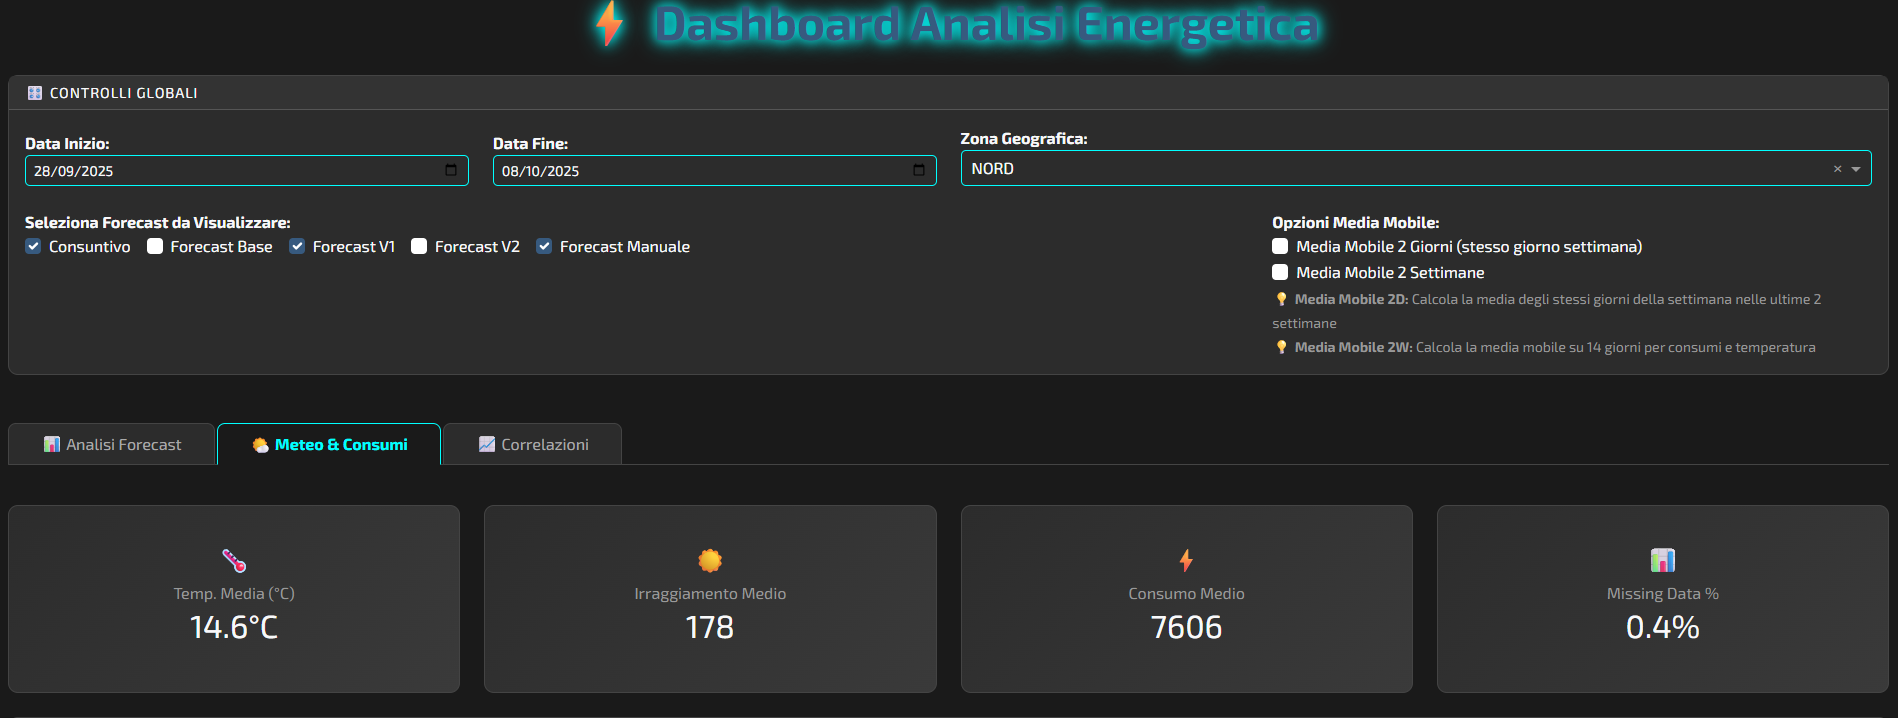 Dashboard Analisi Energetica
CONTROLLI GLOBALI
Data Inizio:
28/09/2025
Data Fine:
08/10/2025
Zona Geografica:
NORD
Seleziona Forecast da Visualizzare:
Consuntivo Forecast Base Forecast V1 Forecast V2 Forecast Manuale
Opzioni Media Mobile:
Media Mobile 2 Giorni (stesso giorno settimana)
Media Mobile 2 Settimane
Media Mobile 2D: Calcola la media degli stessi giorni della settimana nelle ultime 2
settimane
Media Mobile 2W: Calcola la media mobile su 14 giorni per consumi e temperatura
Analisi Forecast
Meteo & Consumi
Correlazioni
Temp. Media (°C)
14.6°C
Irraggiamento Medio
178
Consumo Medio
7606
Missing Data %
0.4%